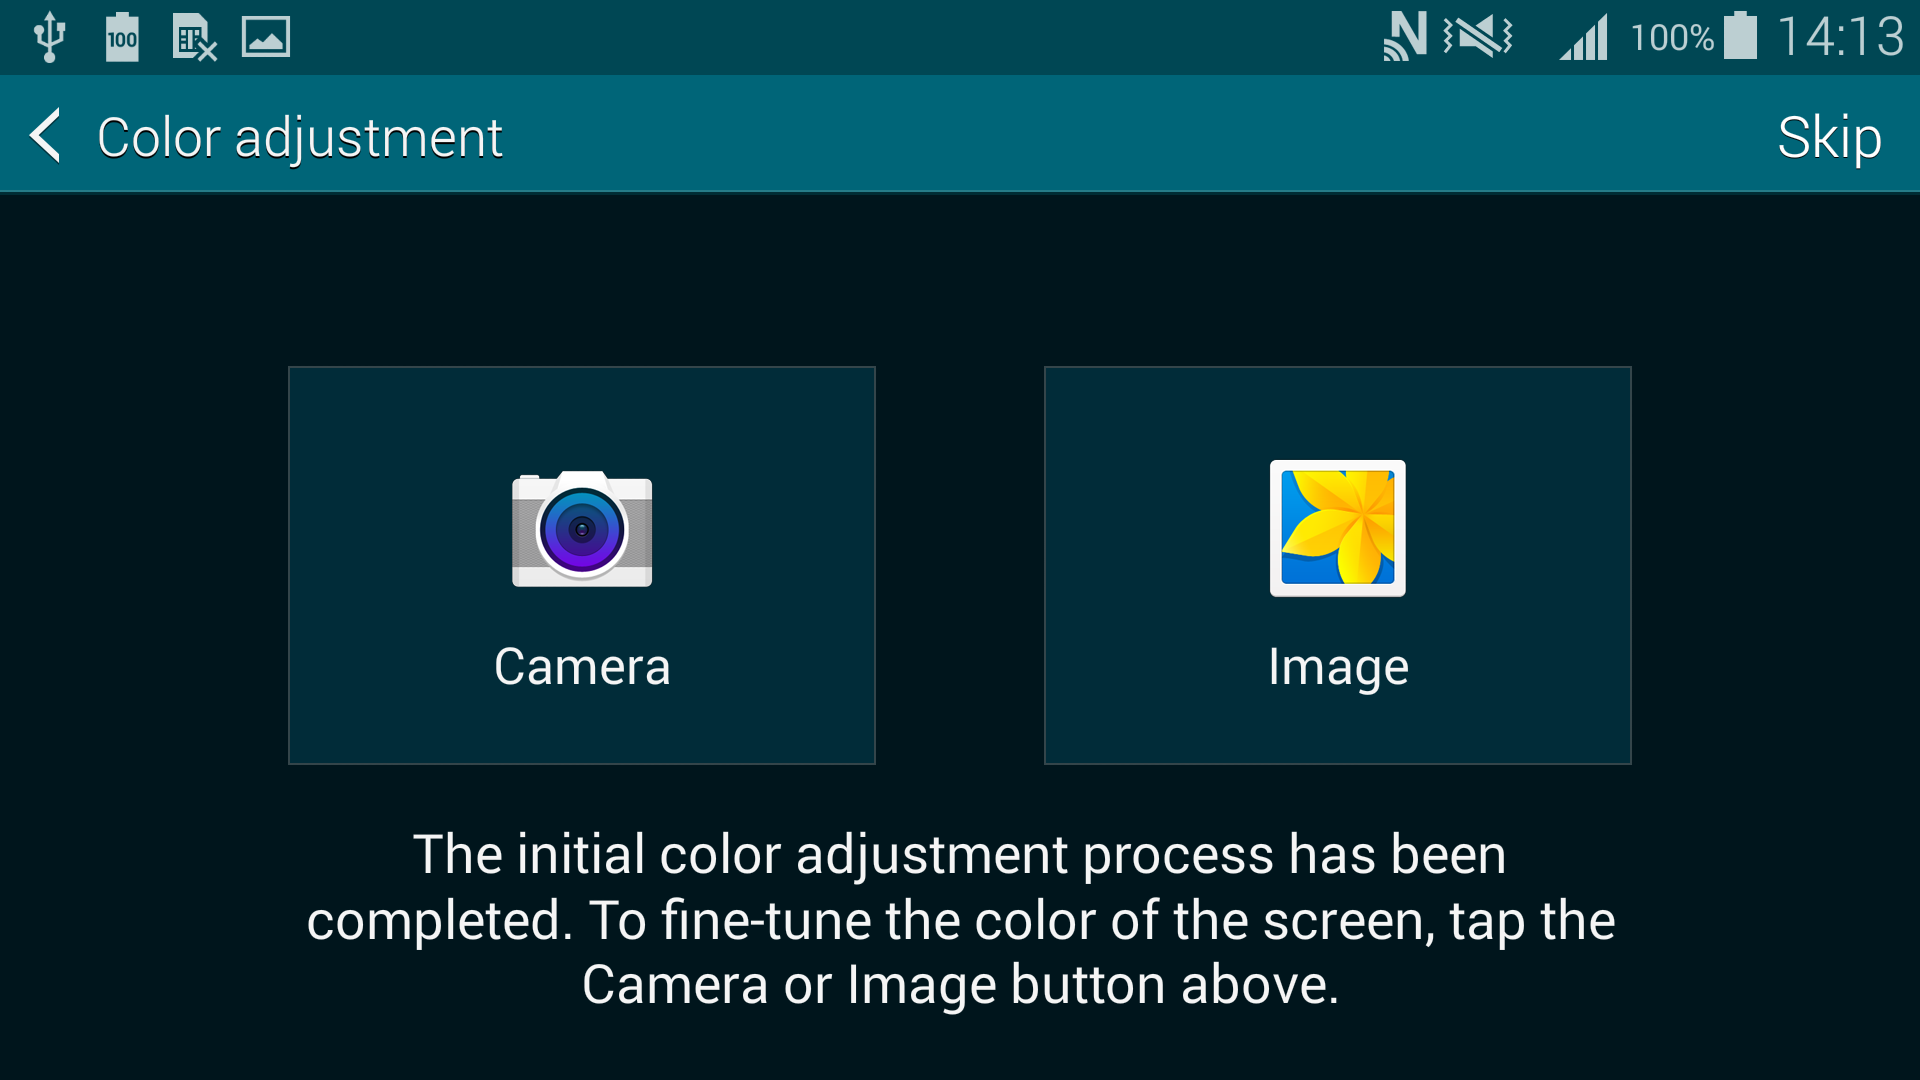 100
100%
14:13
Color adjustment
Skip
Camera
Image
The initial color adjustment process has been
completed. To fine-tune the color of the screen, tap the
Camera or Image button above.